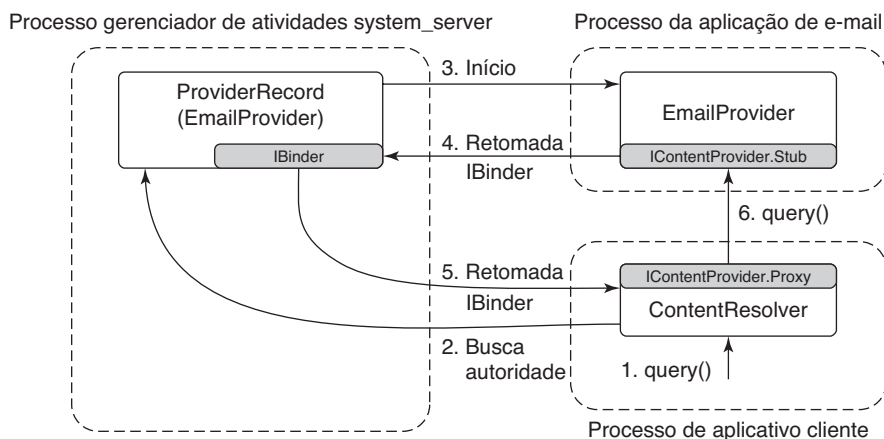 Processo gerenciador de atividades system_server
Processo da aplicação de e-mail
3. Início
ProviderRecord
(EmailProvider)
EmailProvider
4. Retomada
IBinder
IBinder
IContentProvider.Stub
6. query()
5. Retomada
IBinder
IContentProvider.Proxy
ContentResolver
2. Busca
autoridade
1. query()
Processo de aplicativo cliente